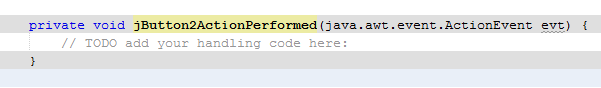 private void jButton2ActionPerformed(java.awt.event.ActionEvent evt) {
// TODO add your handling code here:
}